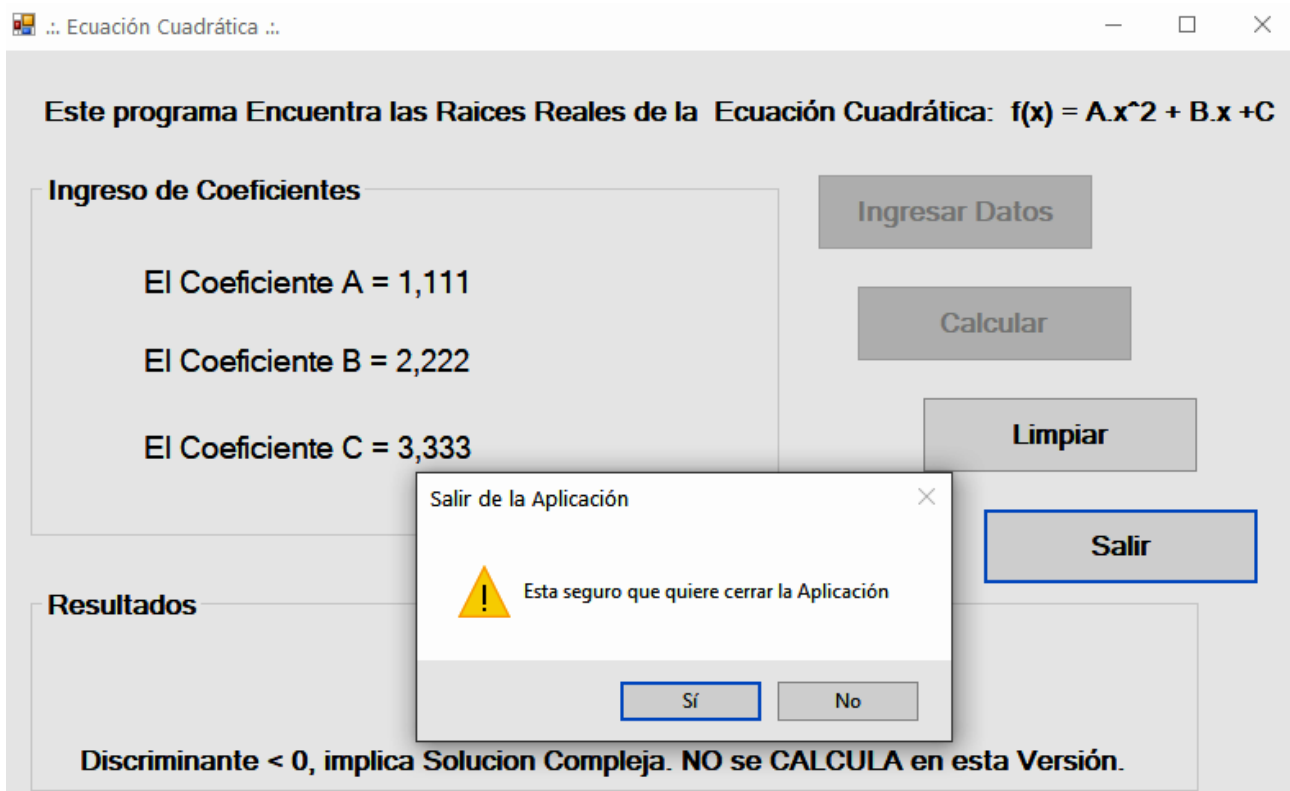 .:. Ecuación Cuadrática .:.
Este programa Encuentra las Raices Reales de la Ecuación Cuadrática: f(x) = A.x^2 + B.x +C
Ingreso de Coeficientes
El Coeficiente A = 1,111
El Coeficiente B = 2,222
El Coeficiente C = 3,333
Ingresar Datos
Calcular
Limpiar
Salir
Salir de la Aplicación
Esta seguro que quiere cerrar la Aplicación
Sí
No
Resultados
Discriminante < 0, implica Solucion Compleja. NO se CALCULA en esta Versión.